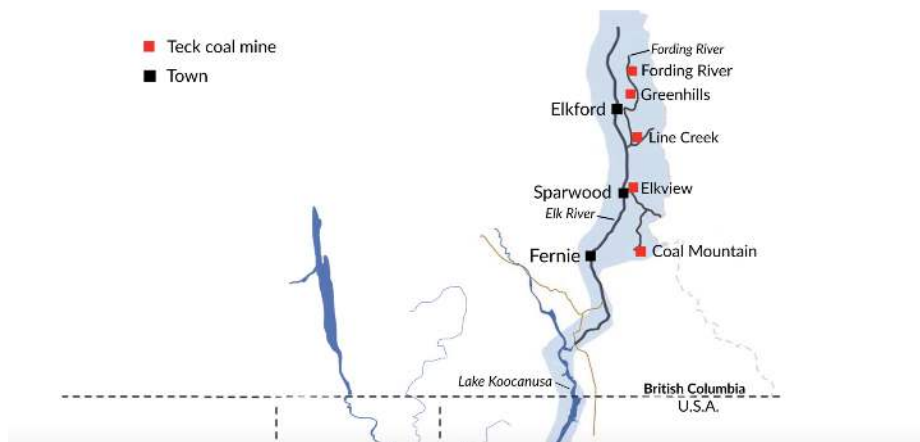 Teck coal mine
Town
Fording River
Fording River
Greenhills
Elkford
Line Creek
Elkview
Sparwood
Elk River
Fernie
Coal Mountain
Lake Koocanusa
British Columbia
U.S.A.